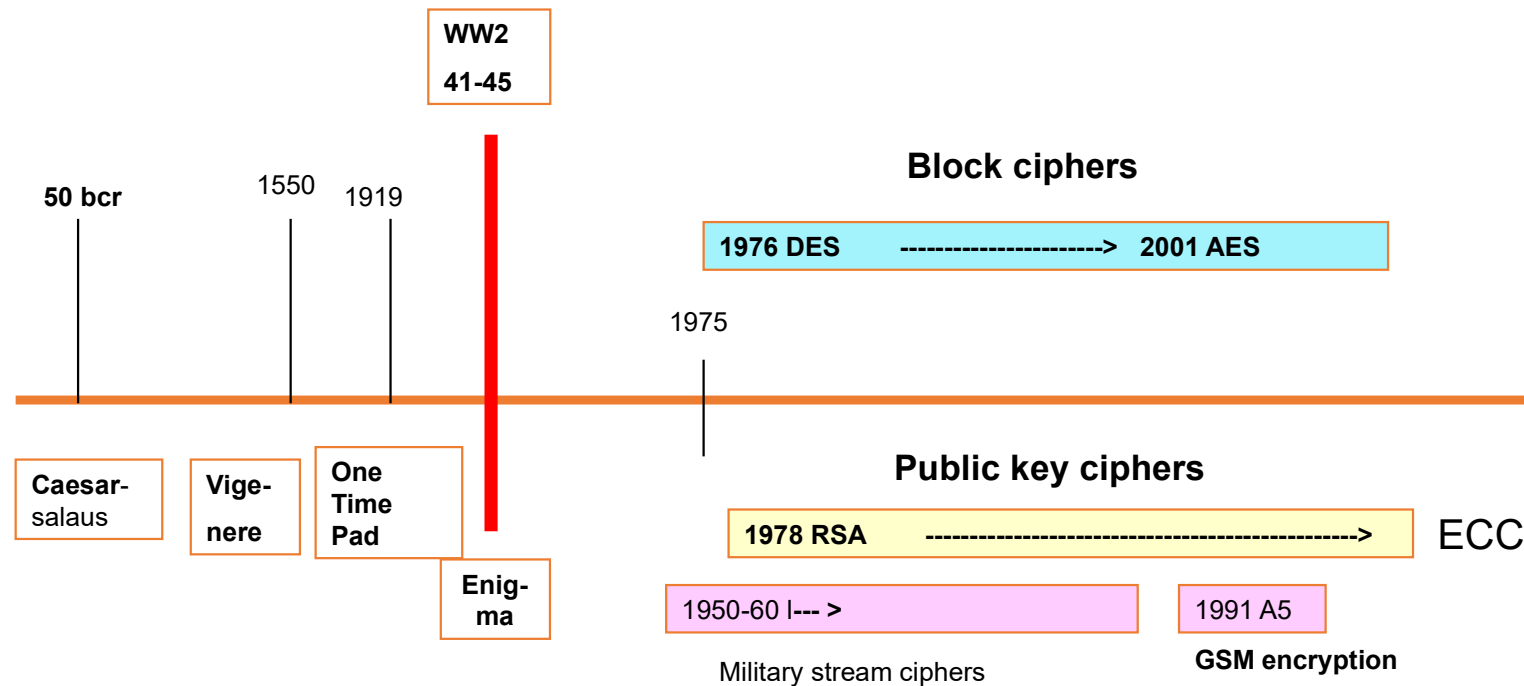 WW2
41-45
50 bcr
1550
1919
Block ciphers
1976 DES -----------------------> 2001 AES
1975
Caesar-
salaus
Vige-
nere
One
Time
Pad
Enig-
ma
Public key ciphers
1978 RSA -------------------------------------------------> ECC
1950-60 l--- >
1991 A5
Military stream ciphers
GSM encryption